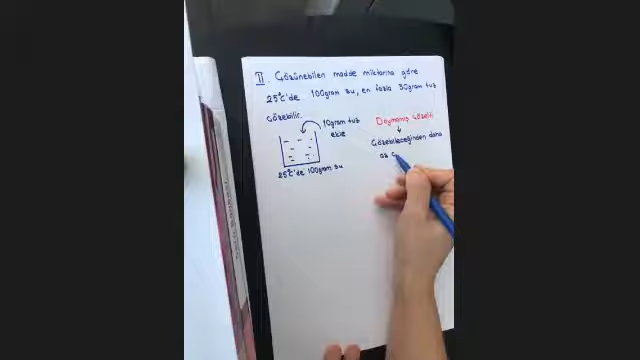 II. Çözünebilen madde miktarına göre
25°C'de 100gram su, en fazla 30gram tuz
Çözebilir.
10gram tuz
ekle
25°C'de 100gram su
Doymamış Çözelti
Çözebileceğinden daha
az ç